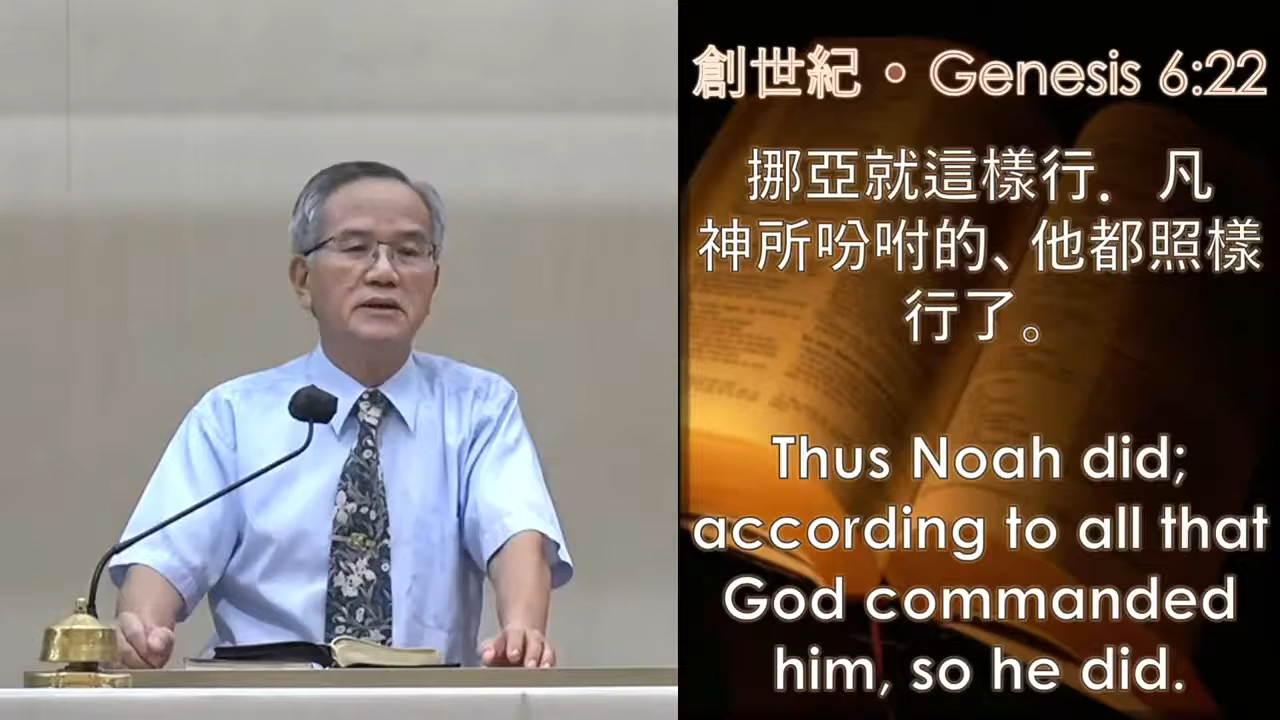 創世紀・Genesis 6:22
挪亞就這樣行．凡
神所吩咐的、他都照樣
行了。
Thus Noah did;
according to all that
God commanded
him, so he did.